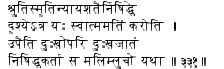 श्रुतिस्मृतिन्यायशतैर्निषिद्धे
दृश्येऽत्र यः स्वात्ममतिं करोति ।
उपैति दुःखोपरि दुःखजातं
निषिद्धकर्ता स मलिम्लुचो यथा ॥ ३३१॥